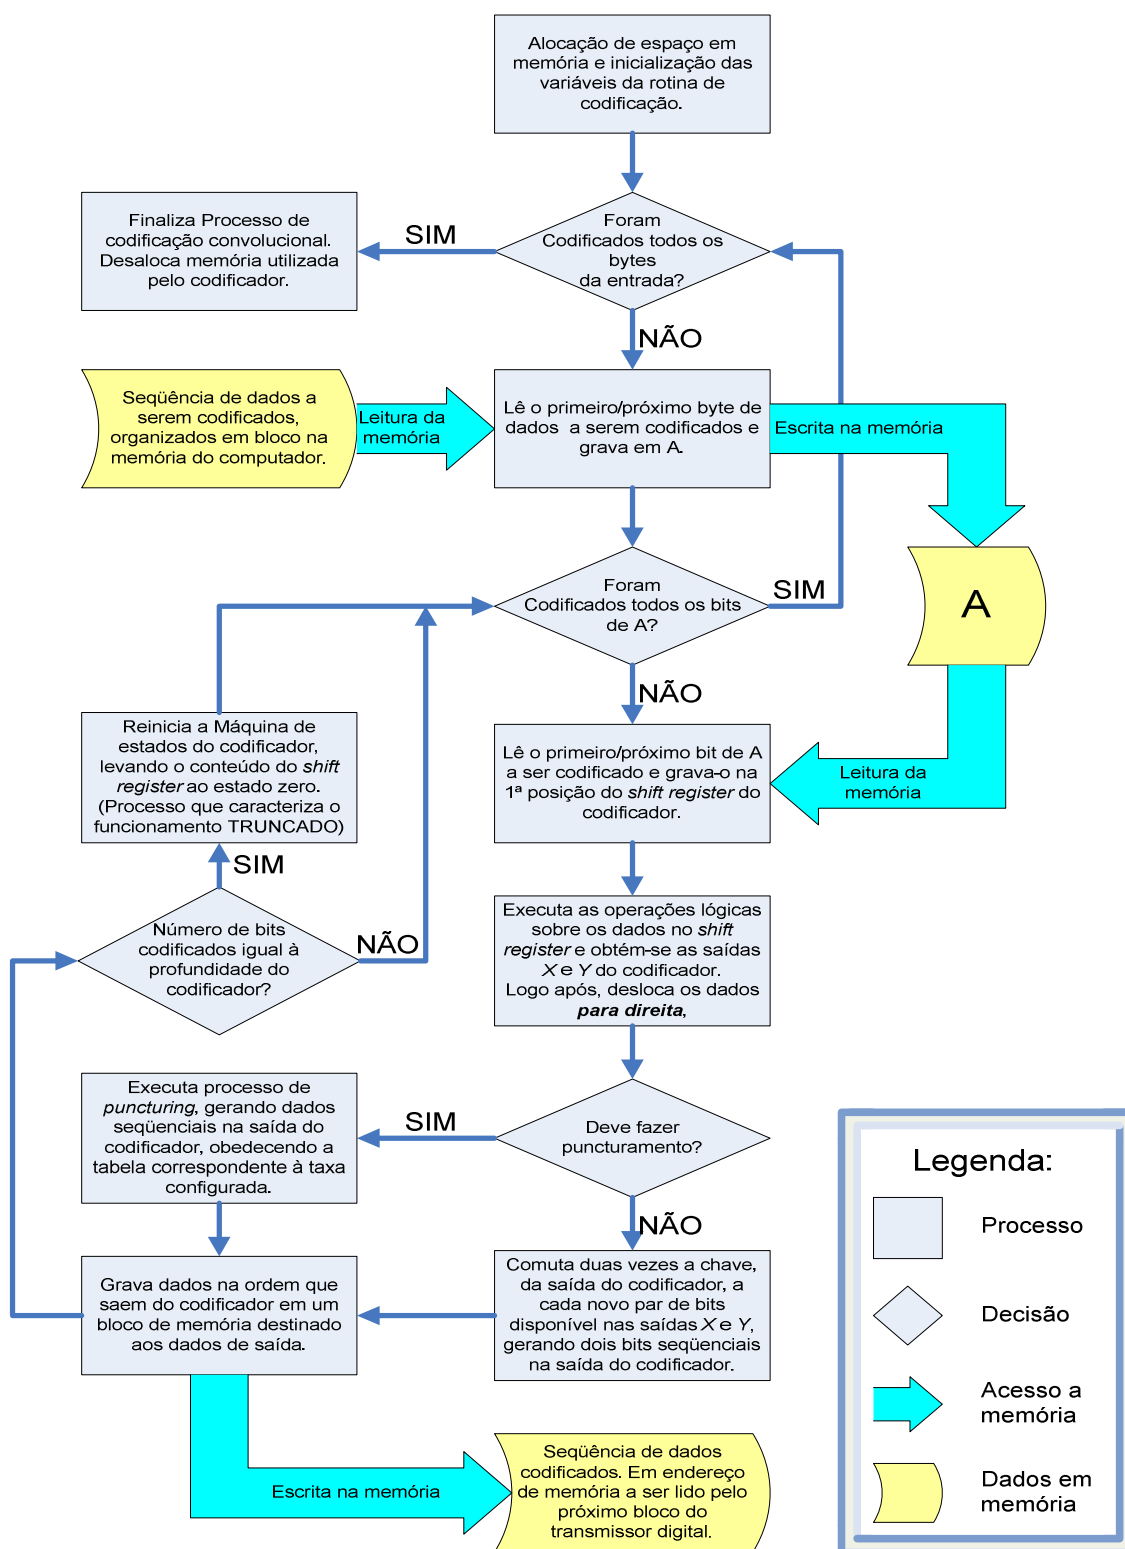 Alocação de espaço em
memória e inicialização das
variáveis da rotina de
codificação.
Finaliza Processo de
codificação convolucional.
Desaloca memória utilizada
pelo codificador.
SIM
Foram
Codificados todos os
bytes
da entrada?
NÃO
Seqüência de dados a
serem codificados,
organizados em bloco na
memória do computador.
Leitura da
memória
Lê o primeiro/próximo byte de
dados a serem codificados e
grava em A.
Escrita na memória
Foram
Codificados todos os bits
de A?
SIM
A
NÃO
Reinicia a Máquina de
estados do codificador,
levando o conteúdo do shift
register ao estado zero.
(Processo que caracteriza o
funcionamento TRUNCADO)
Lê o primeiro/próximo bit de A
a ser codificado e grava-o na
1ª posição do shift register do
codificador.
Leitura da
memória
SIM
Número de bits
codificados igual à
profundidade do
codificador?
NÃO
Executa as operações lógicas
sobre os dados no shift
register e obtém-se as saídas
X e Y do codificador.
Logo após, desloca os dados
para direita,
Executa processo de
puncturing, gerando dados
seqüenciais na saída do
codificador, obedecendo a
tabela correspondente à taxa
configurada.
SIM
Deve fazer
puncturamento?
NÃO
Grava dados na ordem que
saem do codificador em um
bloco de memória destinado
aos dados de saída.
Comuta duas vezes a chave,
da saída do codificador, a
cada novo par de bits
disponível nas saídas X e Y,
gerando dois bits seqüenciais
na saída do codificador.
Escrita na memória
Seqüência de dados
codificados. Em endereço
de memória a ser lido pelo
próximo bloco do
transmissor digital.
Legenda:
Processo
Decisão
Acesso a
memória
Dados em
memória